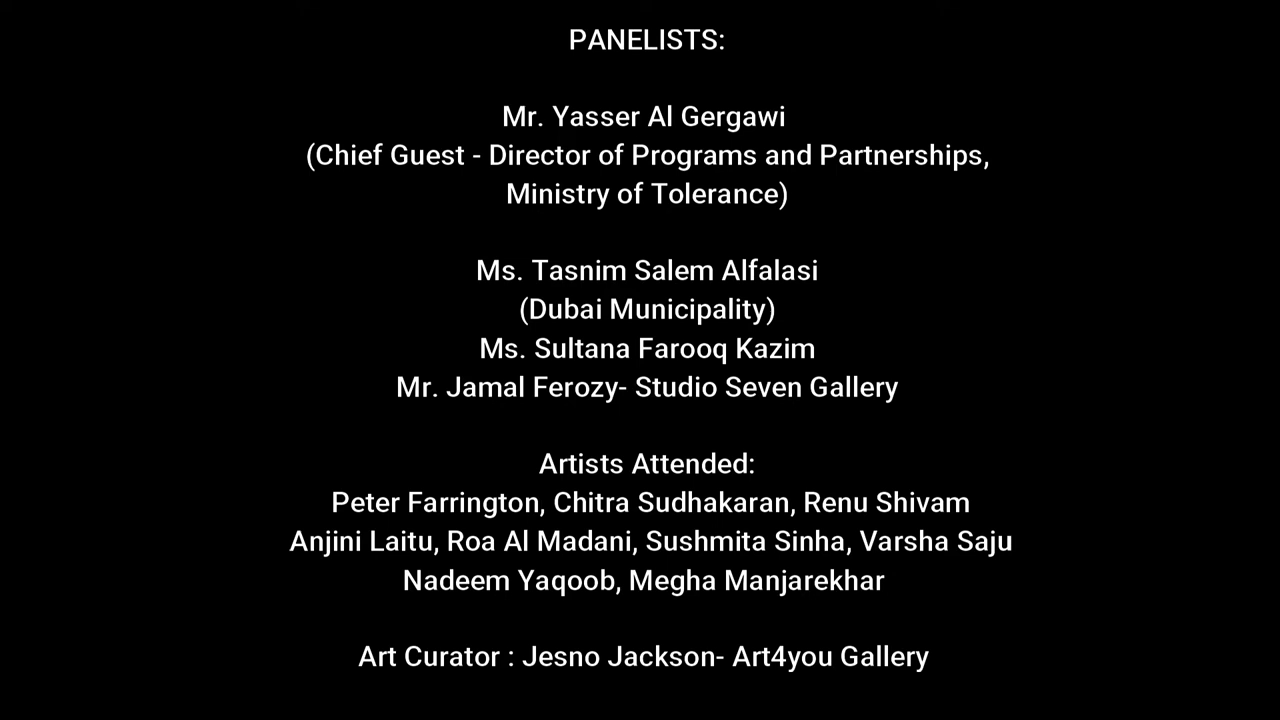 PANELISTS:
Mr. Yasser Al Gergawi
(Chief Guest - Director of Programs and Partnerships,
Ministry of Tolerance)
Ms. Tasnim Salem Alfalasi
(Dubai Municipality)
Ms. Sultana Farooq Kazim
Mr. Jamal Ferozy- Studio Seven Gallery
Artists Attended:
Peter Farrington, Chitra Sudhakaran, Renu Shivam
Anjini Laitu, Roa Al Madani, Sushmita Sinha, Varsha Saju
Nadeem Yaqoob, Megha Manjarekhar
Art Curator : Jesno Jackson- Art4you Gallery